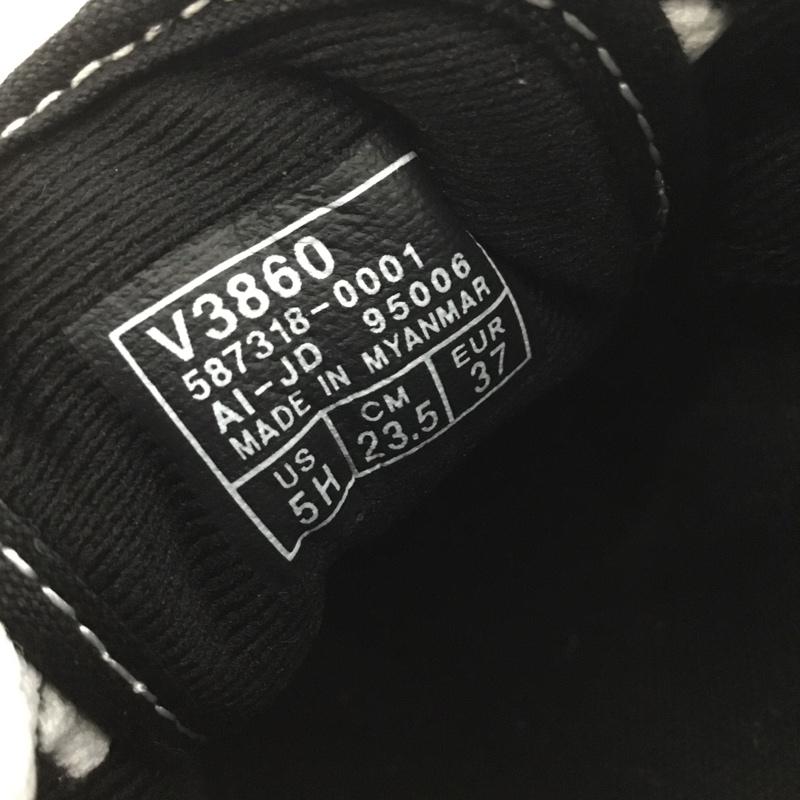 V3860
587318-0001
AI-JD 95006
MADE IN MYANMAR
US CM EUR
5H 23.5 37